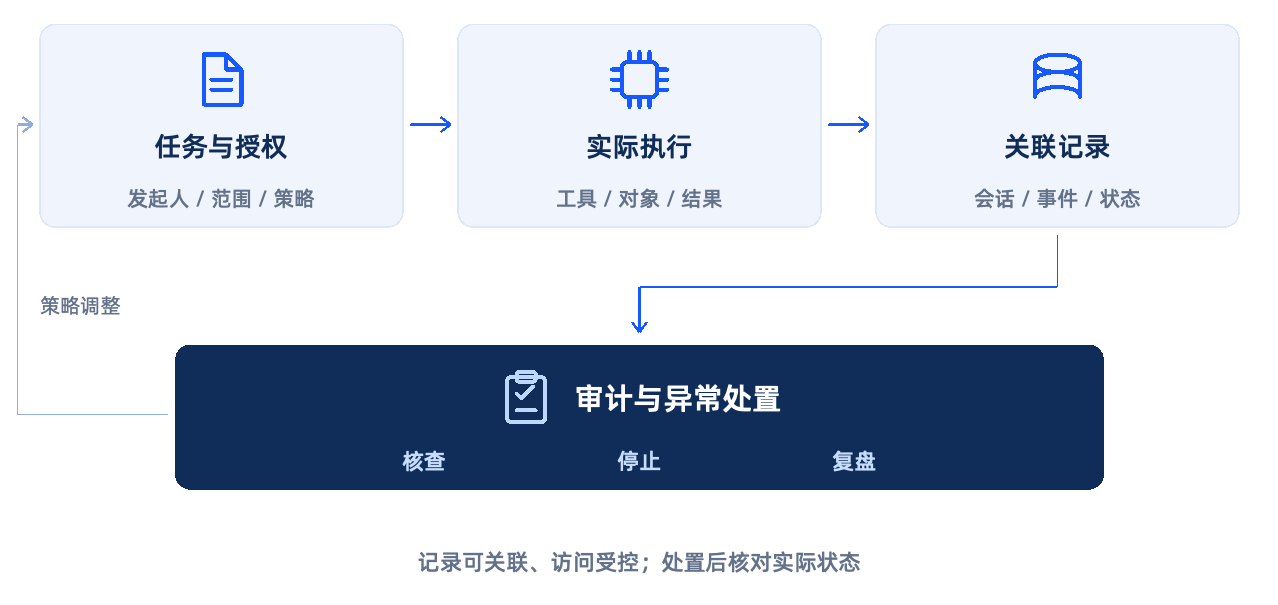 任务与授权
发起人 / 范围 / 策略
实际执行
工具 / 对象 / 结果
关联记录
会话 / 事件 / 状态
策略调整
审计与异常处置
核查
停止
复盘
记录可关联、访问受控；处置后核对实际状态